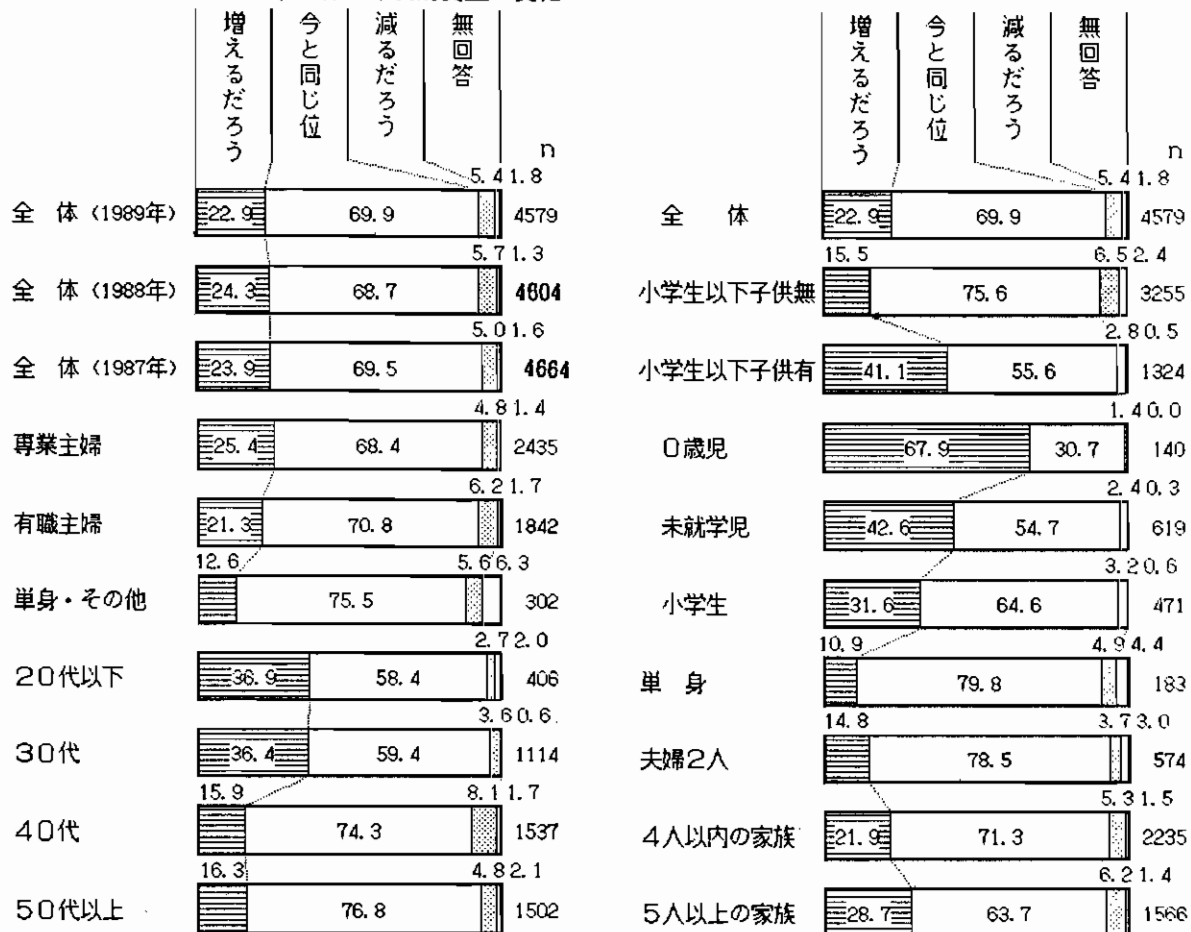 増えるだろう
今と同じ位
減るだろう
無回答
n
5.4 1.8
全 体 (1989年) 22.9 69.9 4579
5.7 1.3
全 体 (1988年) 24.3 68.7 4604
5.0 1.6
全 体 (1987年) 23.9 69.5 4664
4.8 1.4
専業主婦 25.4 68.4 2435
6.2 1.7
有職主婦 21.3 70.8 1842
12.6 5.6 6.3
単身・その他 75.5 302
2.7 2.0
20代以下 36.9 58.4 406
3.6 0.6
30代 36.4 59.4 1114
15.9 8.1 1.7
40代 74.3 1537
16.3 4.8 2.1
50代以上 76.8 1502
増えるだろう
今と同じ位
減るだろう
無回答
n
5.4 1.8
全 体 22.9 69.9 4579
15.5 6.5 2.4
小学生以下子供無 75.6 3255
2.8 0.5
小学生以下子供有 41.1 55.6 1324
1.4 0.0
0歳児 67.9 30.7 140
2.4 0.3
未就学児 42.6 54.7 619
3.2 0.6
小学生 31.6 64.6 471
10.9 4.9 4.4
単 身 79.8 183
14.8 3.7 3.0
夫婦2人 78.5 574
5.3 1.5
4人以内の家族 21.9 71.3 2235
6.2 1.4
5人以上の家族 28.7 63.7 1566